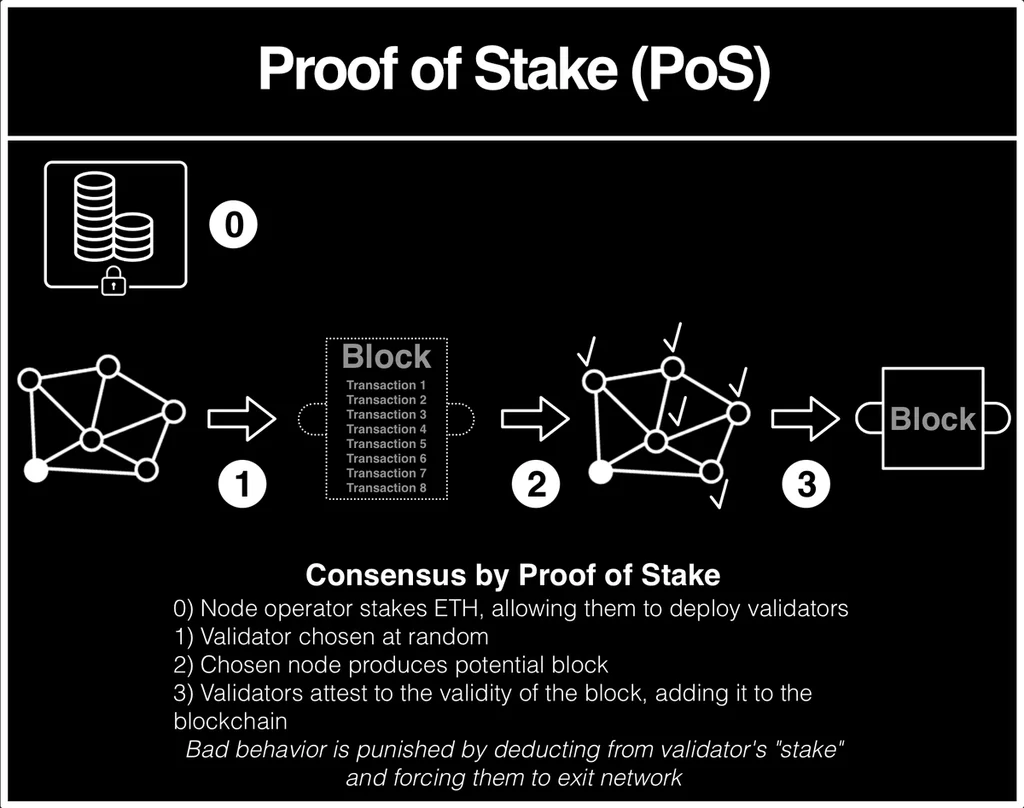 Proof of Stake (PoS)
0
Block
Transaction 1
Transaction 2
Transaction 3
Transaction 4
Transaction 5
Transaction 6
Transaction 7
Transaction 8
Block
1
2
3
Consensus by Proof of Stake
0) Node operator stakes ETH, allowing them to deploy validators
1) Validator chosen at random
2) Chosen node produces potential block
3) Validators attest to the validity of the block, adding it to the
blockchain
Bad behavior is punished by deducting from validator's "stake"
and forcing them to exit network